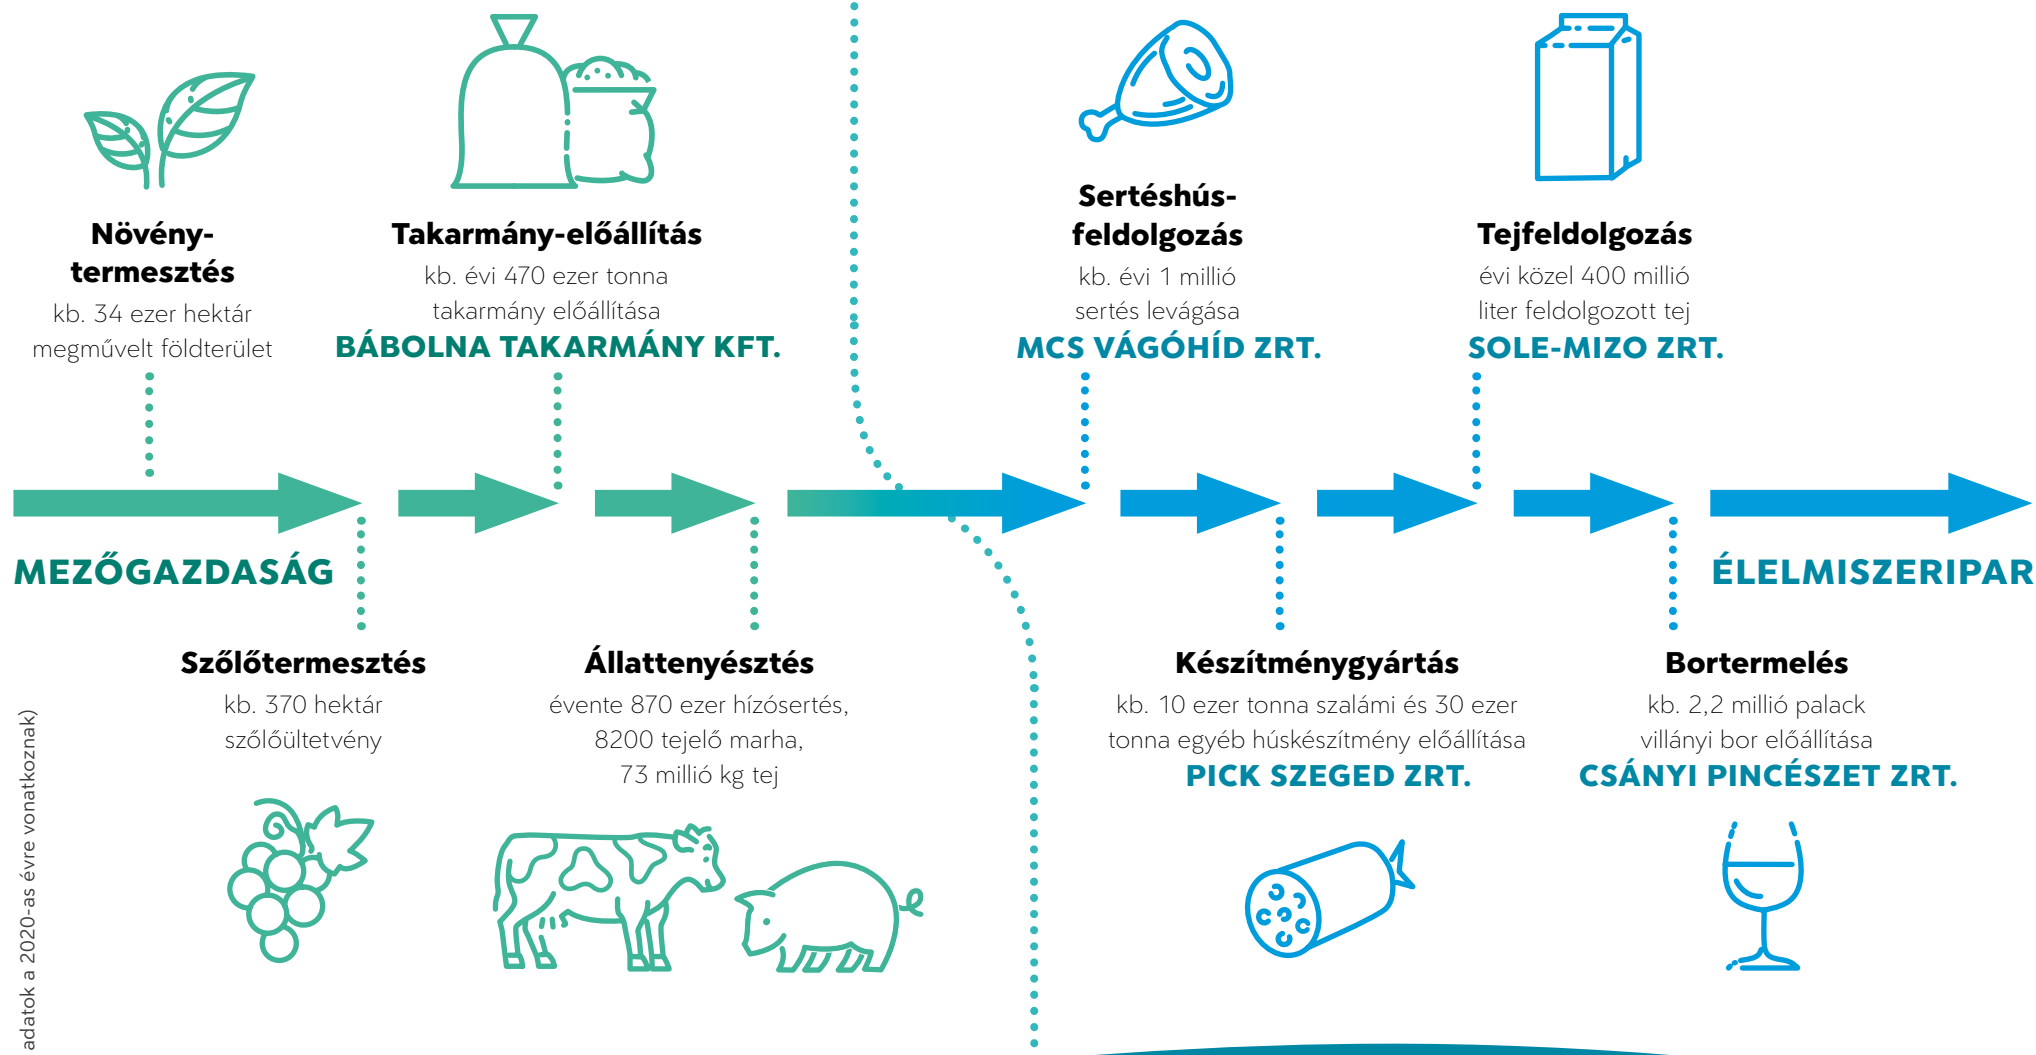 Növény-
termesztés
kb. 34 ezer hektár
megművelt földterület
Takarmány-előállítás
kb. évi 470 ezer tonna
takarmány előállítása
BÁBOLNA TAKARMÁNY KFT.
Sertéshús-
feldolgozás
kb. évi 1 millió
sertés levágása
MCS VÁGÓHÍD ZRT.
Tejfeldolgozás
évi közel 400 millió
liter feldolgozott tej
SOLE-MIZO ZRT.
MEZŐGAZDASÁG
ÉLELMISZERIPAR
Szőlőtermesztés
kb. 370 hektár
szőlőültetvény
Állattenyésztés
évente 870 ezer hízósertés,
8200 tejelő marha,
73 millió kg tej
Készítménygyártás
kb. 10 ezer tonna szalámi és 30 ezer
tonna egyéb húskészítmény előállítása
PICK SZEGED ZRT.
Bortermelés
kb. 2,2 millió palack
villányi bor előállítása
CSÁNYI PINCÉSZET ZRT.
adatok a 2020-as évre vonatkoznak)